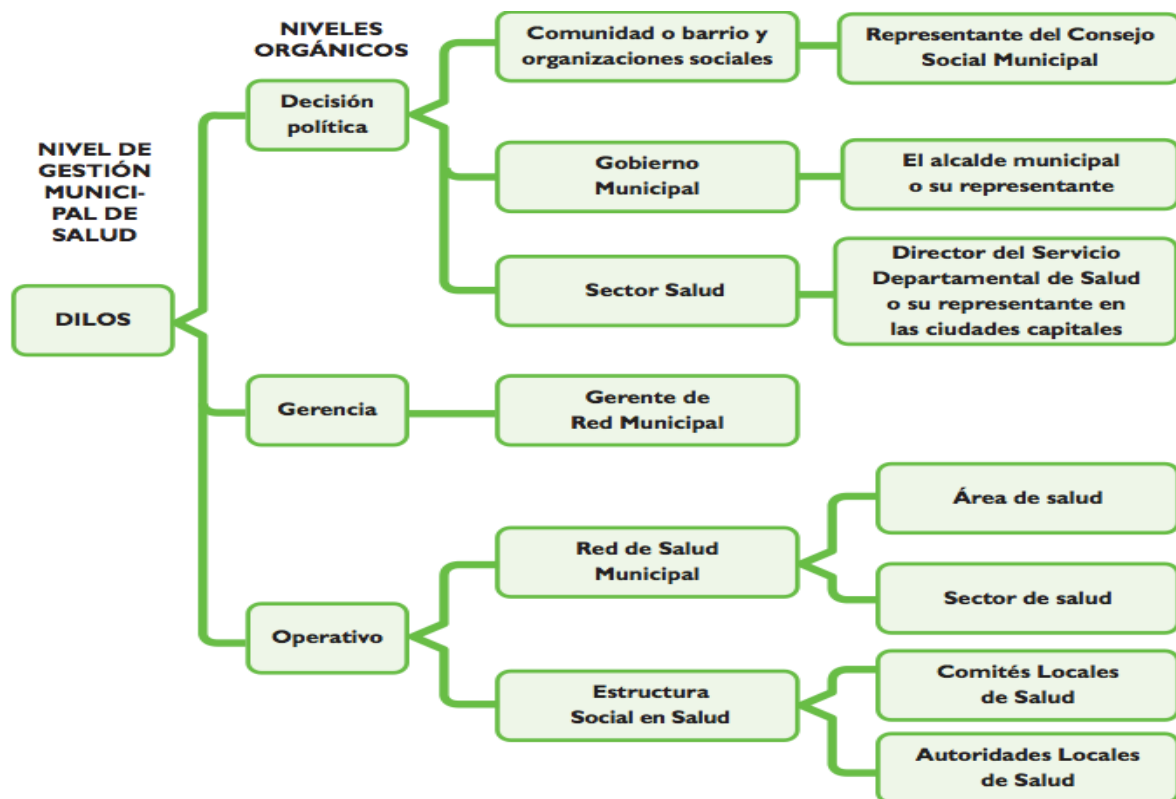 NIVELES
ORGÁNICOS
NIVEL DE
GESTIÓN
MUNICI-
PAL DE
SALUD
DILOS
Decisión
política
Comunidad o barrio y
organizaciones sociales
Representante del Consejo
Social Municipal
Gobierno
Municipal
El alcalde municipal
o su representante
Sector Salud
Director del Servicio
Departamental de Salud
o su representante en
las ciudades capitales
Gerencia
Gerente de
Red Municipal
Operativo
Red de Salud
Municipal
Área de salud
Sector de salud
Estructura
Social en Salud
Comités Locales
de Salud
Autoridades Locales
de Salud